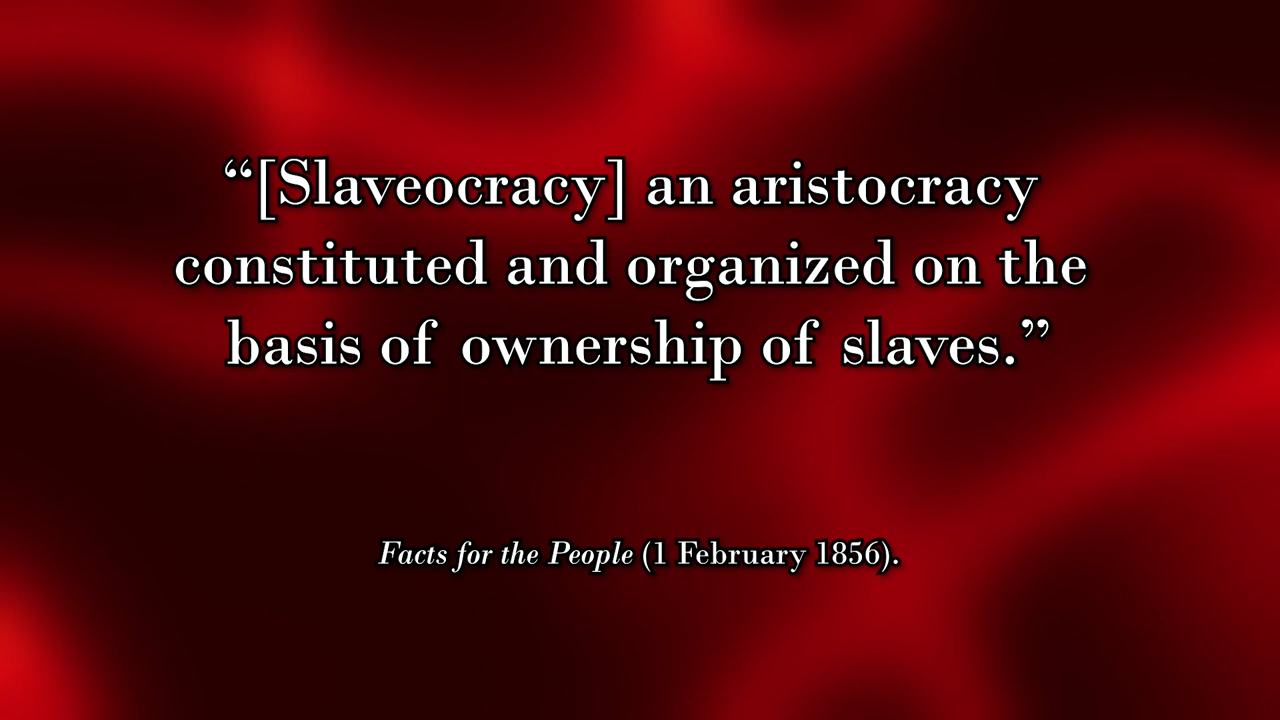 “[Slaveocracy] an aristocracy
constituted and organized on the
basis of ownership of slaves.”
Facts for the People (1 February 1856).